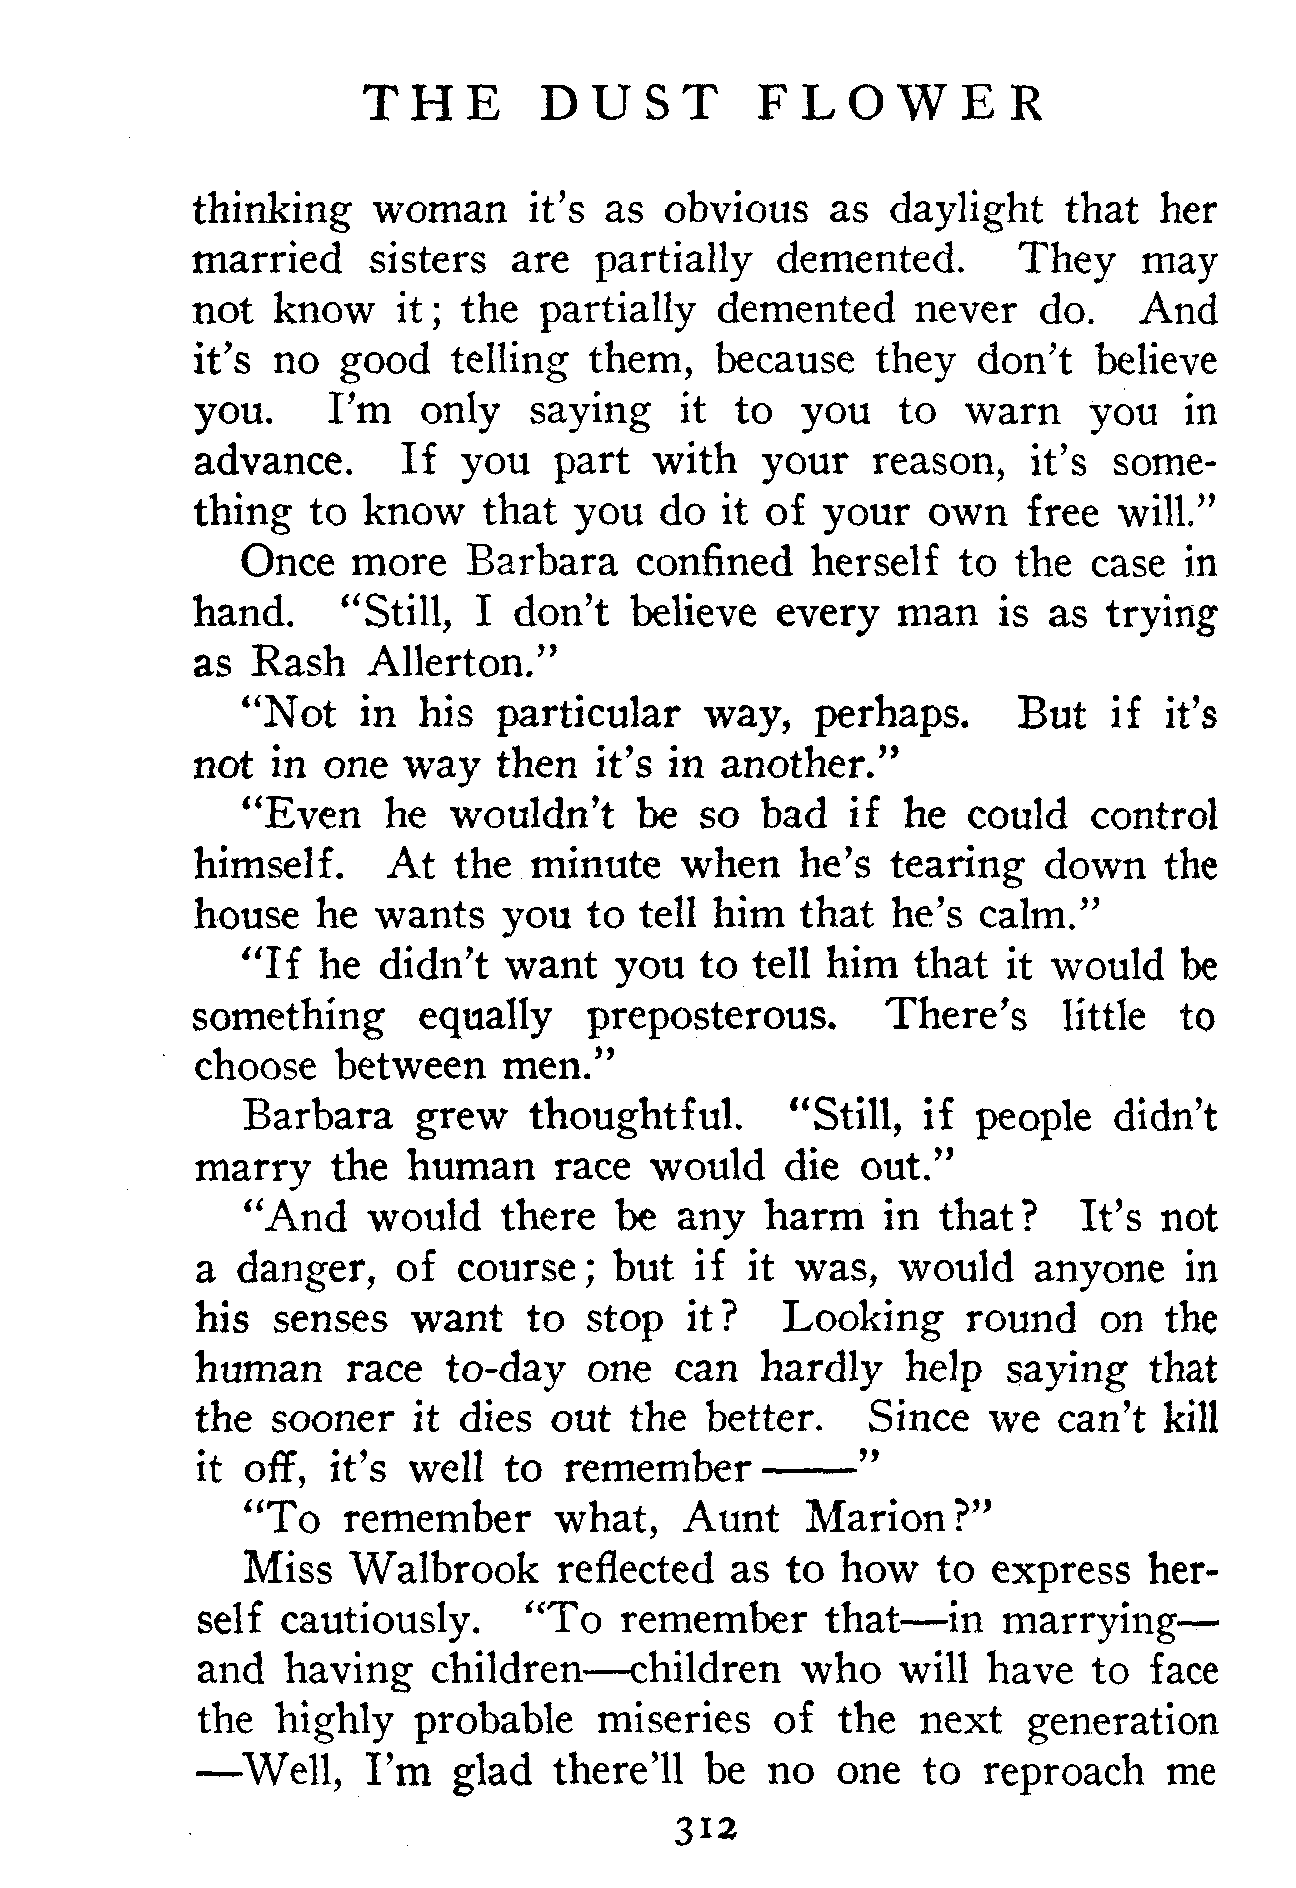 THE DUST FLOWER
thinking woman it's as obvious as daylight that her
married sisters are partially demented. They may
not know it; the partially demented never do. And
it's no good telling them, because they don't believe
you. I'm only saying it to you to warn you in
advance. If you part with your reason, it's some-
thing to know that you do it of your own free will."
Once more Barbara confined herself to the case in
hand. "Still, I don't believe every man is as trying
as Rash Allerton."
"Not in his particular way, perhaps. But if it's
not in one way then it's in another."
"Even he wouldn't be so bad if he could control
himself. At the minute when he's tearing down the
house he wants you to tell him that he's calm."
"If he didn't want you to tell him that it would be
something equally preposterous. There's little to
choose between men."
Barbara grew thoughtful. "Still, if people didn't
marry the human race would die out."
"And would there be any harm in that? It's not
a danger, of course; but if it was, would anyone in
his senses want to stop it? Looking round on the
human race to-day one can hardly help saying that
the sooner it dies out the better. Since we can't kill
it off, it's well to remember ——"
"To remember what, Aunt Marion?"
Miss Walbrook reflected as to how to express her-
self cautiously. "To remember that—in marrying—
and having children—children who will have to face
the highly probable miseries of the next generation
—Well, I'm glad there'll be no one to reproach me
312